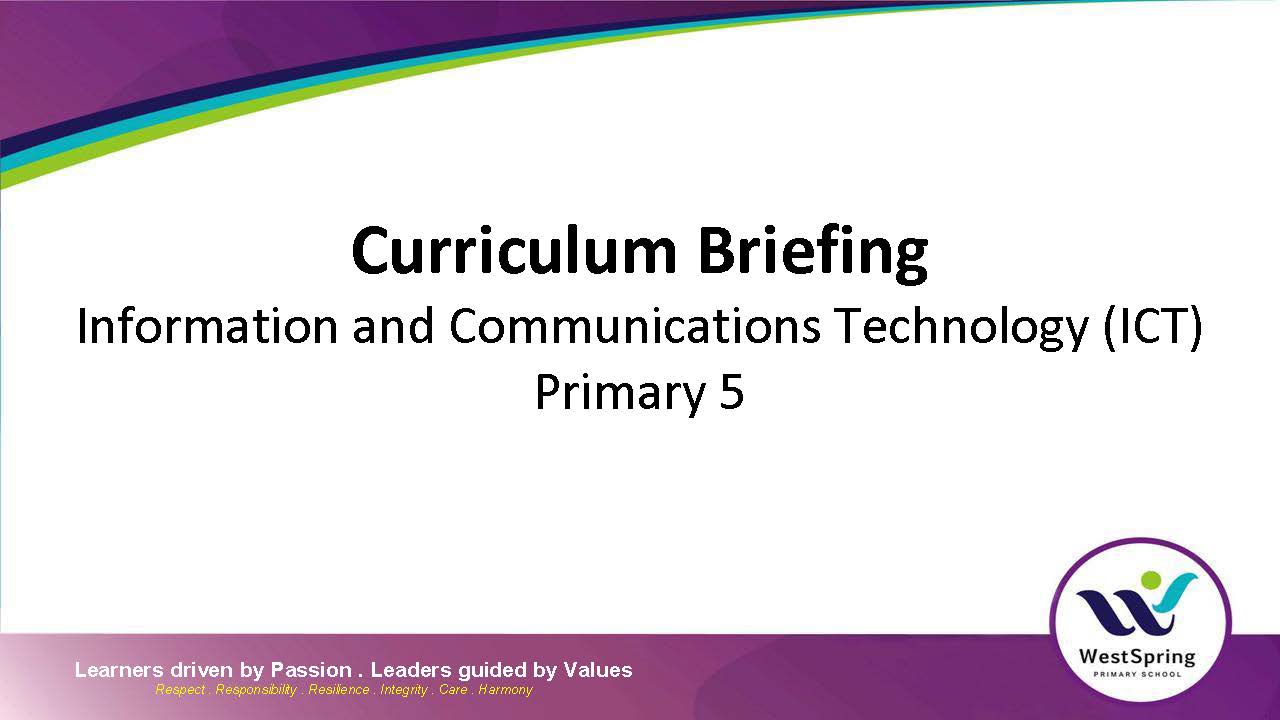 Curriculum Briefing
Information and Communications Technology (ICT)
Primary 5
Learners driven by Passion . Leaders guided by Values
Respect . Responsibility . Resilience . Integrity . Care . Harmony
WestSpring
PRIMARY SCHOOL